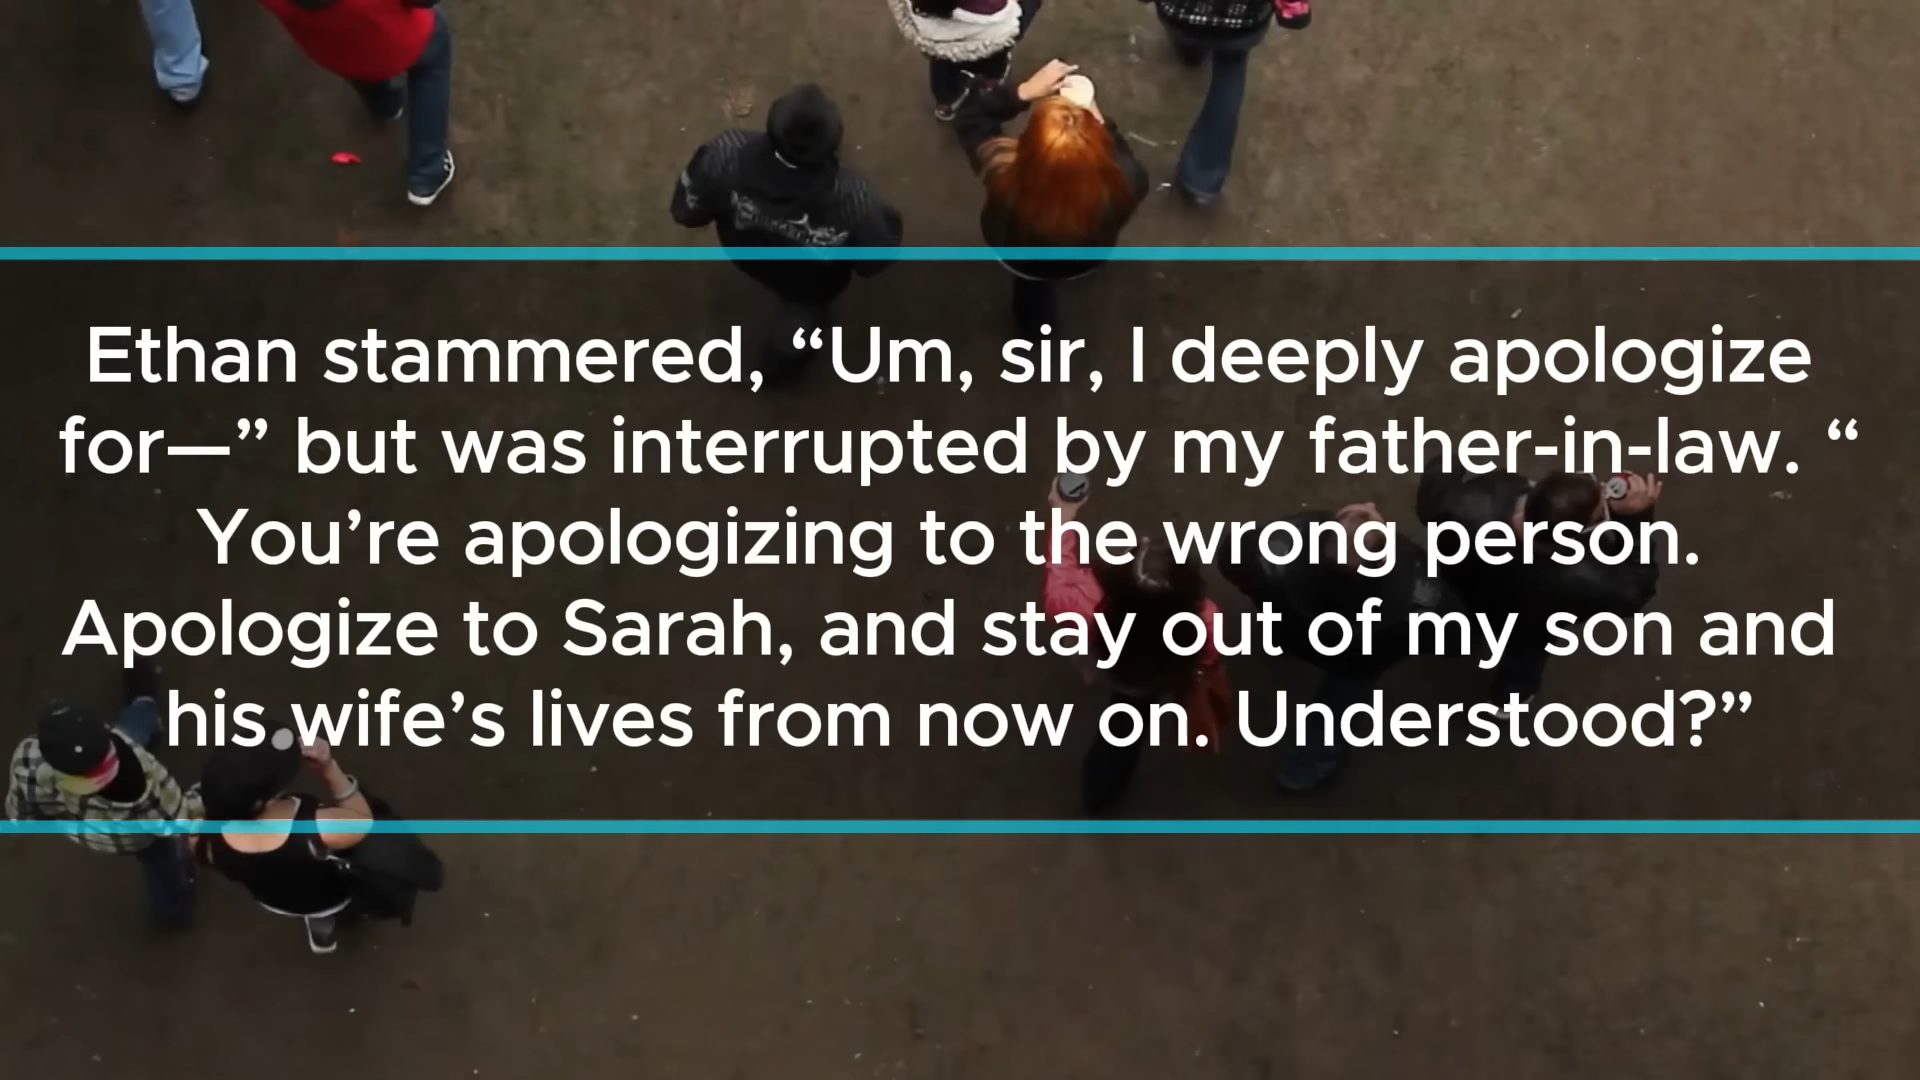 Ethan stammered, “Um, sir, I deeply apologize
for—” but was interrupted by my father-in-law. “
You’re apologizing to the wrong person.
Apologize to Sarah, and stay out of my son and
his wife’s lives from now on. Understood?”